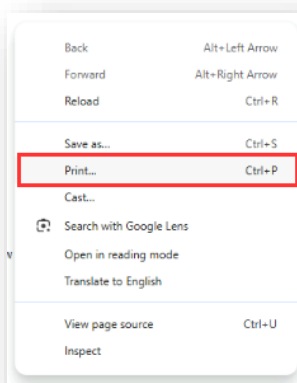 Back Alt+Left Arrow
Forward Alt+Right Arrow
Reload Ctrl+R
Save as... Ctrl+S
Print... Ctrl+P
Cast...
Search with Google Lens
Open in reading mode
Translate to English
View page source Ctrl+U
Inspect